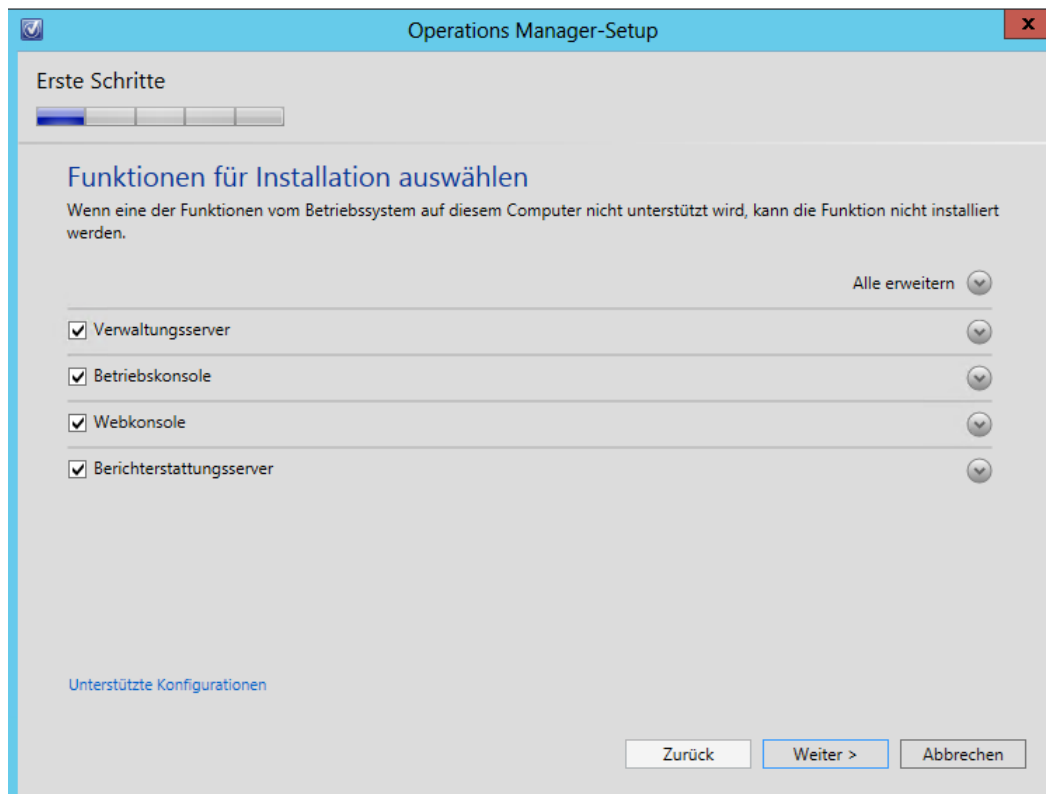 Operations Manager-Setup
x
Erste Schritte
Funktionen für Installation auswählen
Wenn eine der Funktionen vom Betriebssystem auf diesem Computer nicht unterstützt wird, kann die Funktion nicht installiert
werden.
Alle erweitern
Verwaltungsserver
Betriebskonsole
Webkonsole
Berichterstattungsserver
Unterstützte Konfigurationen
Zurück
Weiter >
Abbrechen